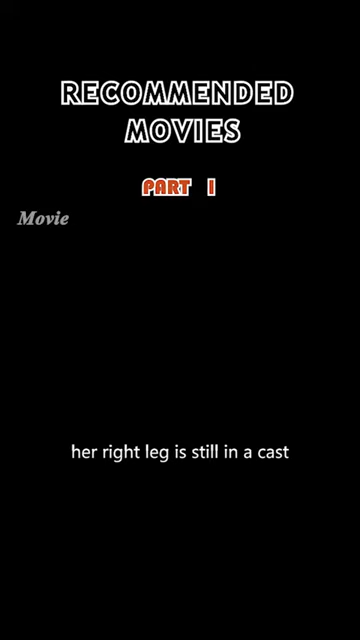 RECOMMENDED
MOVIES
PART 1
Movie
her right leg is still in a cast